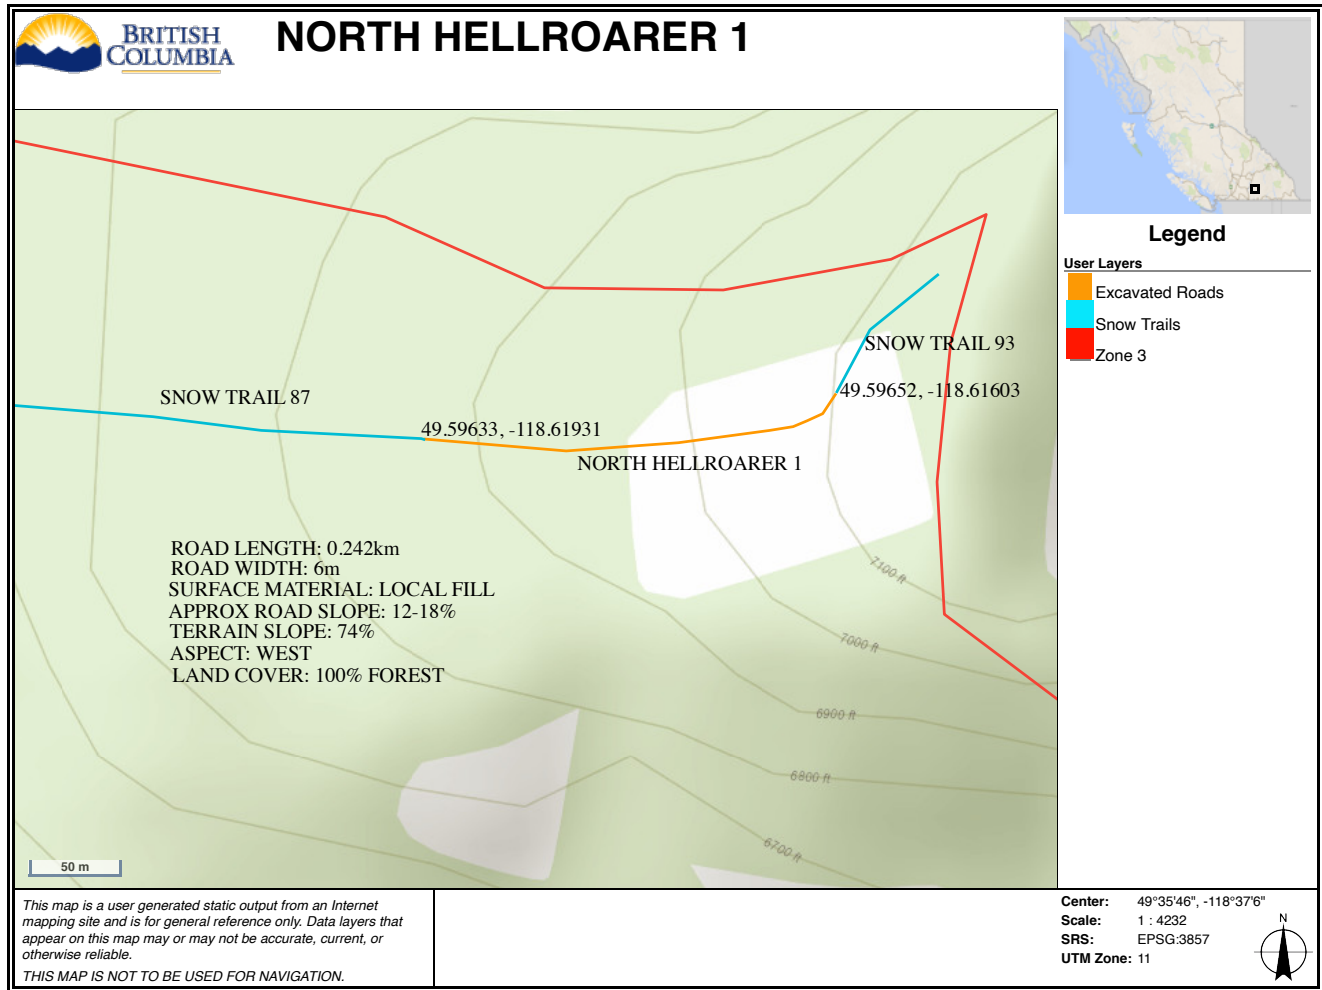 BRITISH
COLUMBIA
NORTH HELLROARER 1
Legend
User Layers
Excavated Roads
Snow Trails
Zone 3
SNOW TRAIL 93
49.59652, -118.61603
SNOW TRAIL 87
49.59633, -118.61931
NORTH HELLROARER 1
ROAD LENGTH: 0.242km
ROAD WIDTH: 6m
SURFACE MATERIAL: LOCAL FILL
APPROX ROAD SLOPE: 12-18%
TERRAIN SLOPE: 74%
ASPECT: WEST
LAND COVER: 100% FOREST
7100 ft
7000 ft
6900 ft
6800 ft
6700 ft
50 m
This map is a user generated static output from an Internet
mapping site and is for general reference only. Data layers that
appear on this map may or may not be accurate, current, or
otherwise reliable.
THIS MAP IS NOT TO BE USED FOR NAVIGATION.
Center: 49°35'46", -118°37'6"
Scale: 1 : 4232
SRS: EPSG:3857
UTM Zone: 11
N